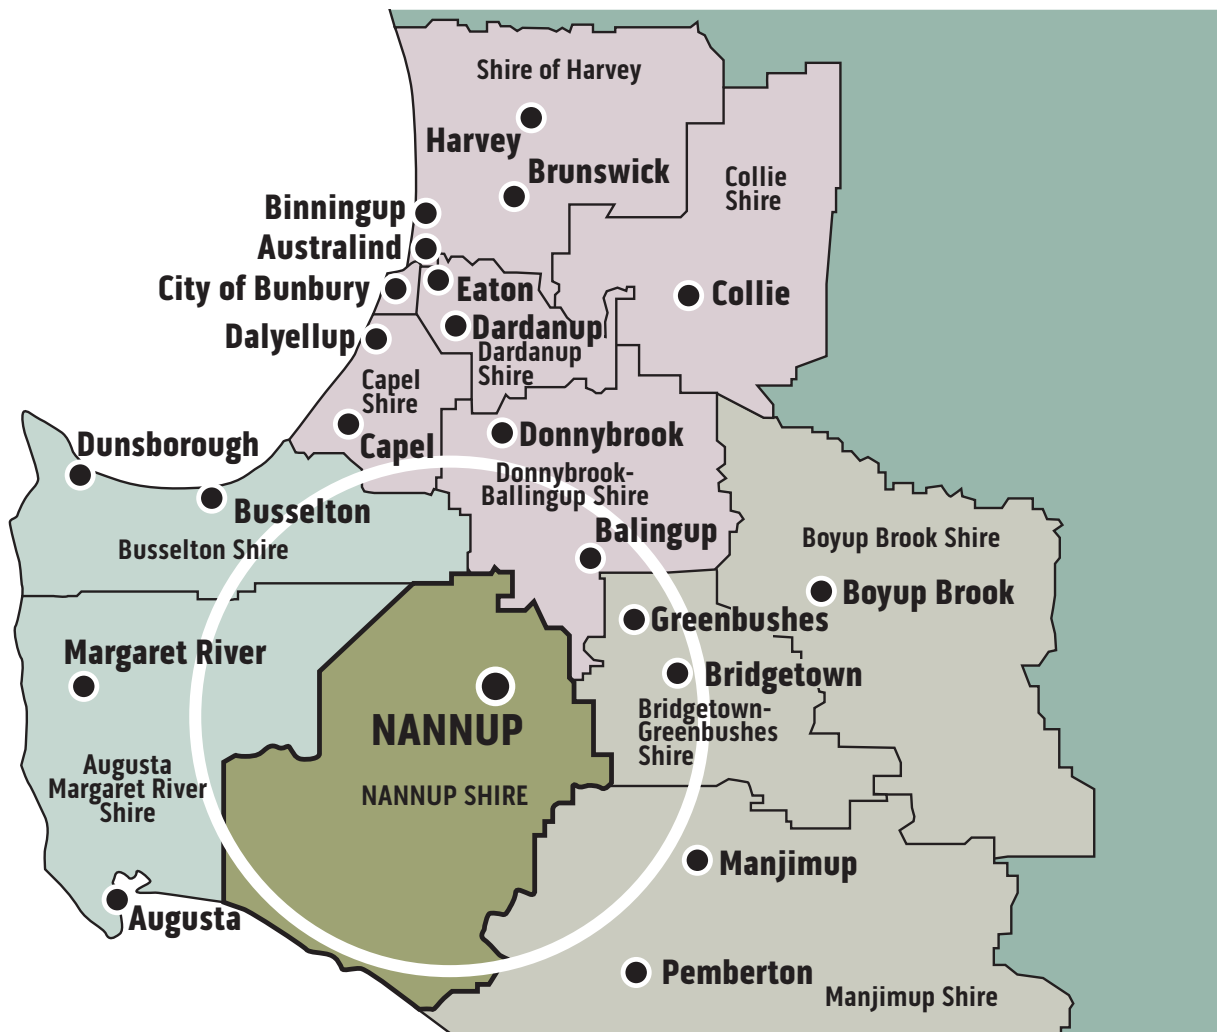 Shire of Harvey
Harvey
Brunswick
Collie
Shire
Binningup
Australind
City of Bunbury
Eaton
Collie
Dalyellup
Dardanup
Dardanup
Shire
Capel
Shire
Capel
Donnybrook
Dunsborough
Donnybrook-
Ballingup Shire
Busselton
Balingup
Busselton Shire
Boyup Brook Shire
Boyup Brook
Greenbushes
Margaret River
Bridgetown
NANNUP
Bridgetown-
Greenbushes
Shire
Augusta
Margaret River
Shire
NANNUP SHIRE
Manjimup
Augusta
Pemberton
Manjimup Shire